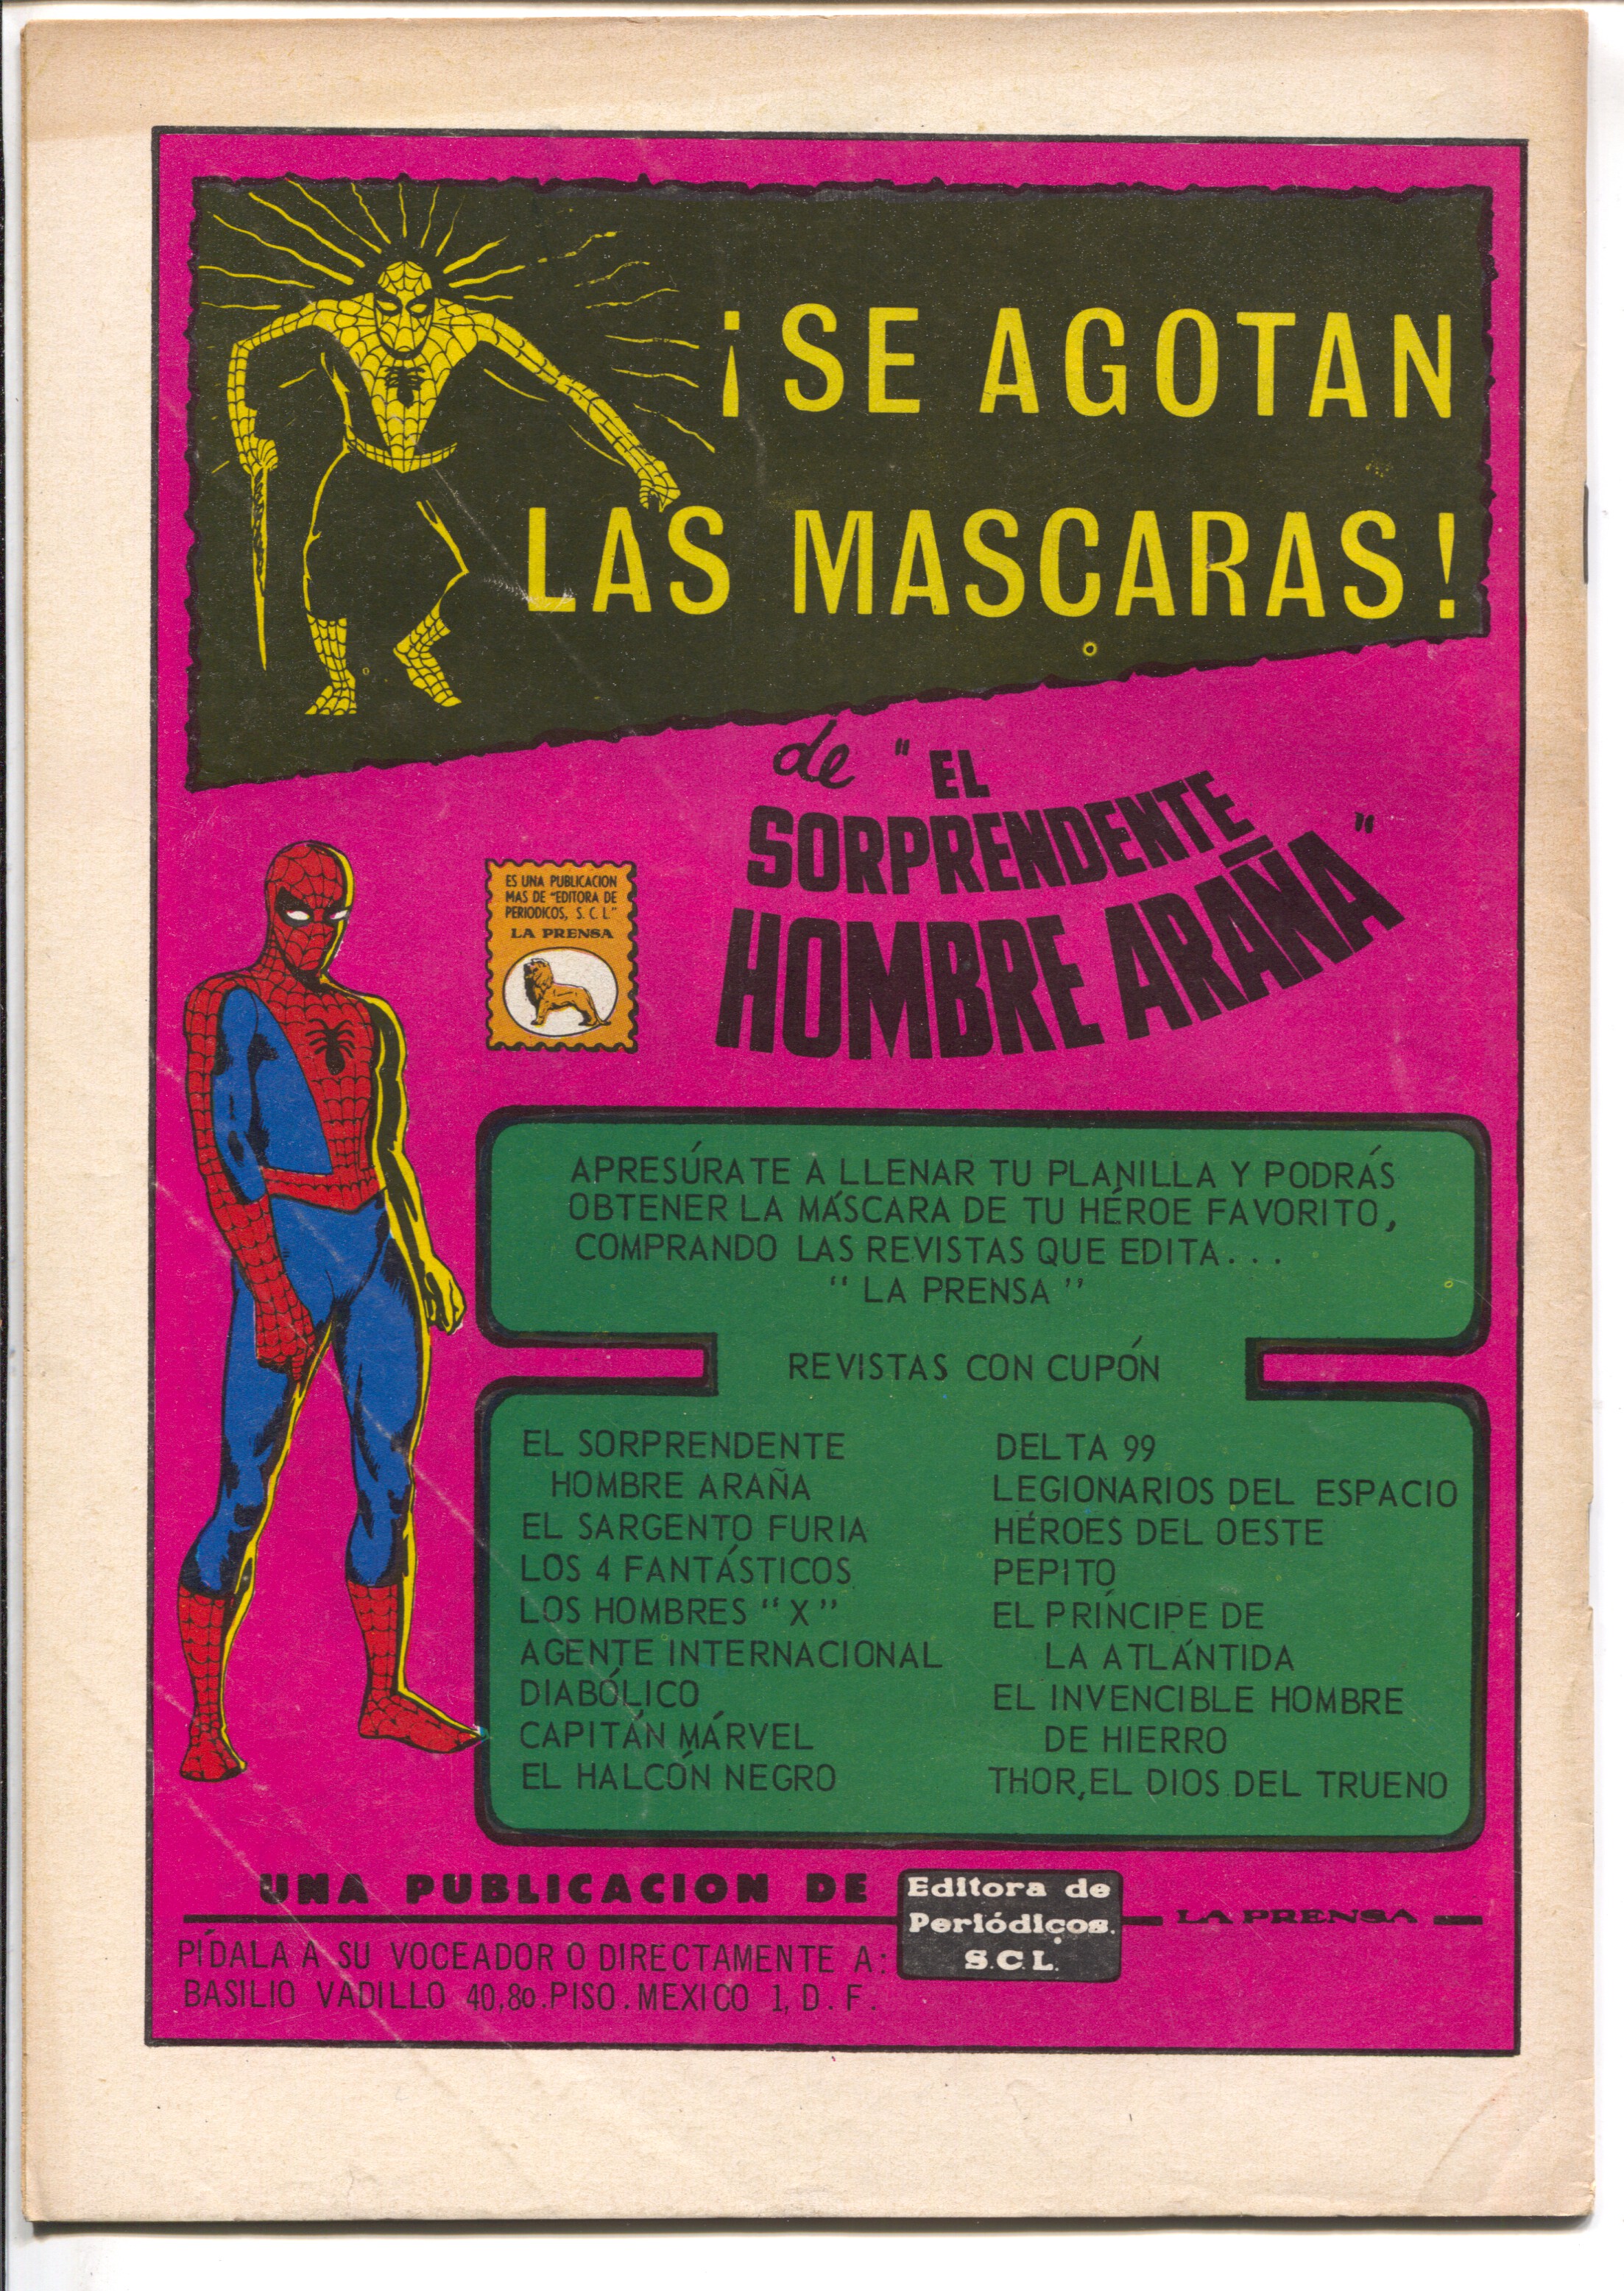 ¡SE AGOTAN
LAS MASCARAS!
de "EL
SORPRENDENTE
HOMBRE ARAÑA"
ES UNA PUBLICACION
MAS DE "EDITORA DE
PERIODICOS, S. C. L."
LA PRENSA
APRESÚRATE A LLENAR TU PLANILLA Y PODRÁS
OBTENER LA MÁSCARA DE TU HÉROE FAVORITO,
COMPRANDO LAS REVISTAS QUE EDITA...
"LA PRENSA"
REVISTAS CON CUPÓN
EL SORPRENDENTE
HOMBRE ARAÑA
EL SARGENTO FURIA
LOS 4 FANTÁSTICOS
LOS HOMBRES "X"
AGENTE INTERNACIONAL
DIABÓLICO
CAPITÁN MÁRVEL
EL HALCÓN NEGRO
DELTA 99
LEGIONARIOS DEL ESPACIO
HÉROES DEL OESTE
PEPITO
EL PRÍNCIPE DE
LA ATLÁNTIDA
EL INVENCIBLE HOMBRE
DE HIERRO
THOR, EL DIOS DEL TRUENO
UNA PUBLICACION DE
Editora de
Periódicos.
S.C.L.
LA PRENSA
PÍDALA A SU VOCEADOR O DIRECTAMENTE A:
BASILIO VADILLO 40,8o.PISO.MEXICO 1, D. F.